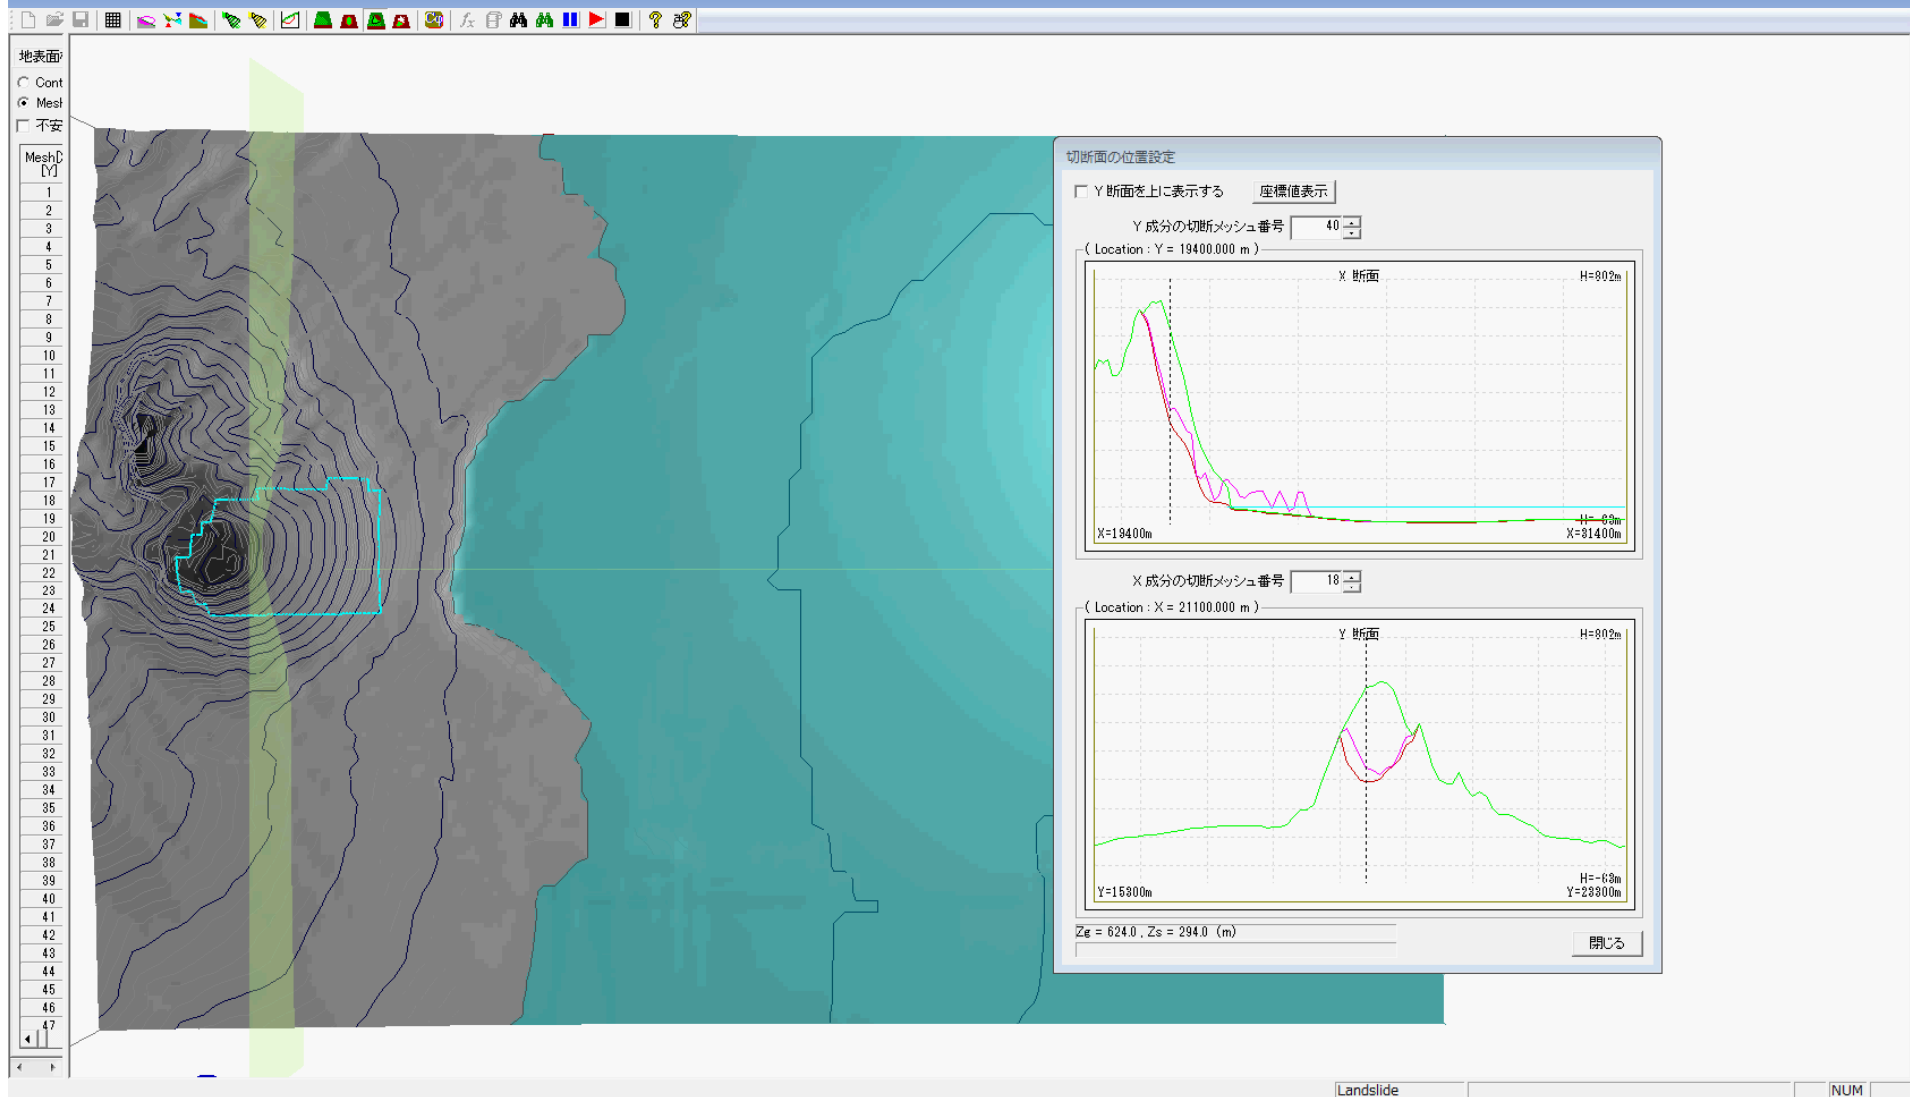 地表面
Cont
Mesh
不安
Mesh[
[Y]
1
2
3
4
5
6
7
8
9
10
11
12
13
14
15
16
17
18
19
20
21
22
23
24
25
26
27
28
29
30
31
32
33
34
35
36
37
38
39
40
41
42
43
44
45
46
47
切断面の位置設定
Y 断面を上に表示する 座標値表示
Y 成分の切断メッシュ番号 40
( Location : Y = 19400.000 m )
X 断面 H=802m
H=-63m
X=19400m X=31400m
X 成分の切断メッシュ番号 18
( Location : X = 21100.000 m )
Y 断面 H=802m
H=-63m
Y=15300m Y=23300m
Zg = 624.0 , Zs = 294.0 (m)
閉じる
Landslide NUM